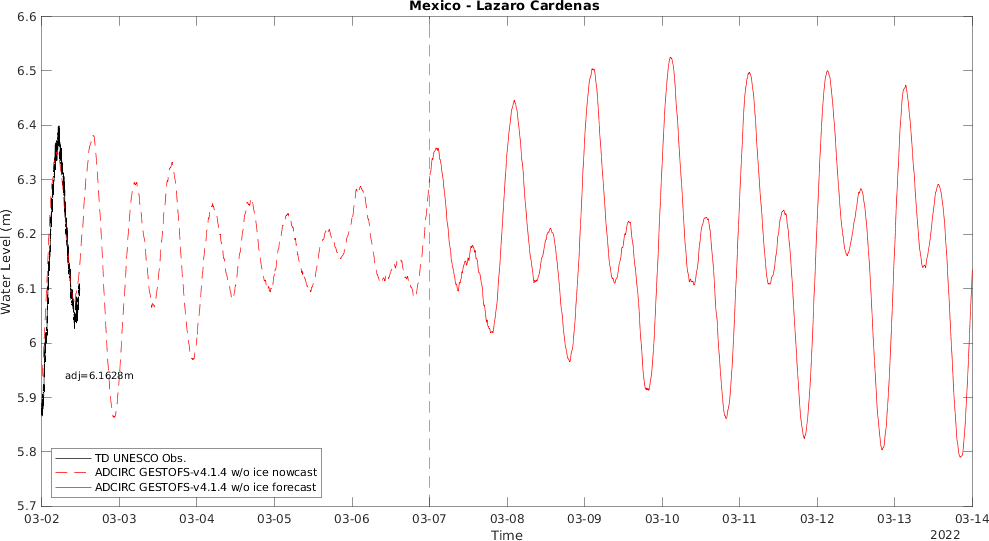 Mexico - Lazaro Cardenas
Water Level (m)
6.6
6.5
6.4
6.3
6.2
6.1
6
5.9
5.8
5.7
adj=6.1628m
TD UNESCO Obs.
ADCIRC GESTOFS-v4.1.4 w/o ice nowcast
ADCIRC GESTOFS-v4.1.4 w/o ice forecast
03-02 03-03 03-04 03-05 03-06 03-07 03-08 03-09 03-10 03-11 03-12 03-13 03-14
Time
2022